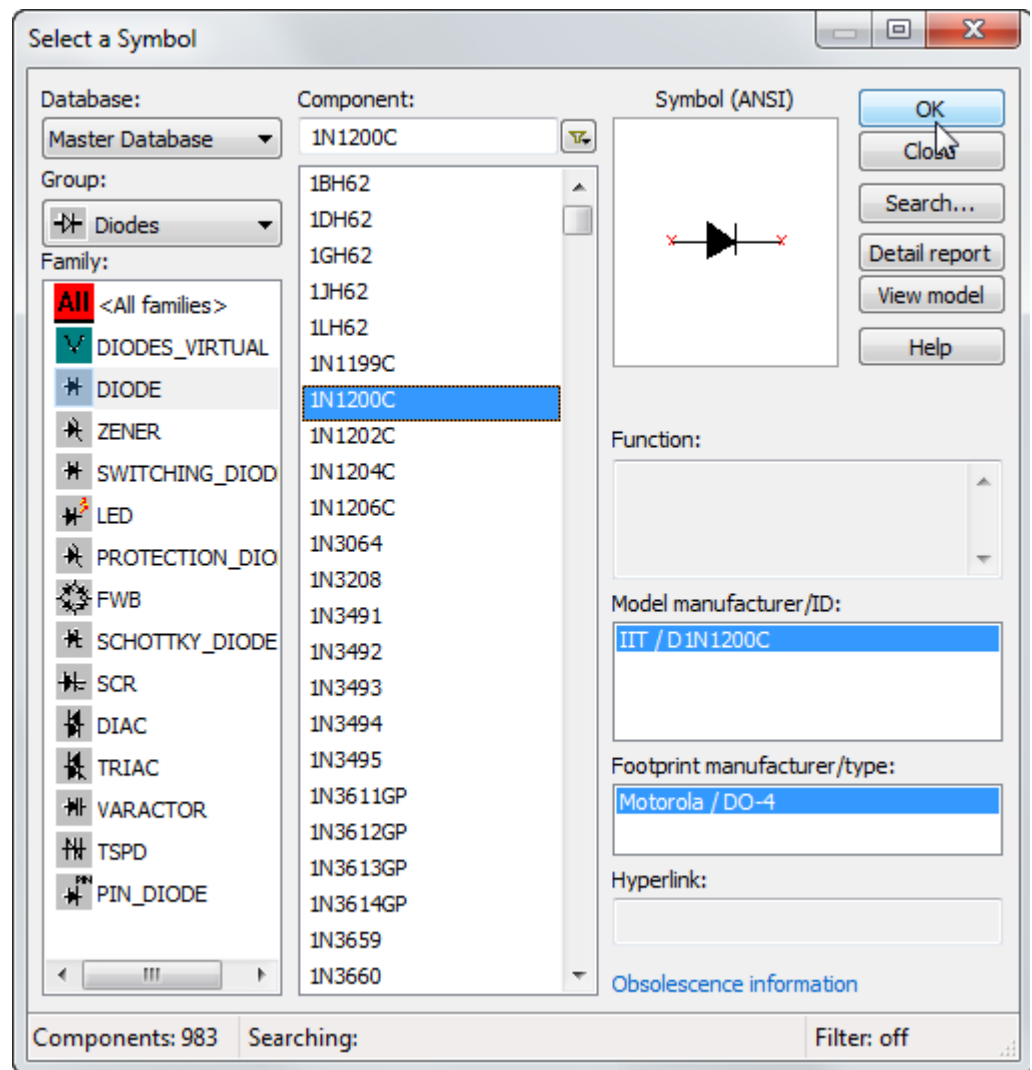 Select a Symbol
Database:
Master Database
Group:
Diodes
Family:
All <All families>
DIODES_VIRTUAL
DIODE
ZENER
SWITCHING_DIOD
LED
PROTECTION_DIO
FWB
SCHOTTKY_DIODE
SCR
DIAC
TRIAC
VARACTOR
TSPD
PIN PIN_DIODE
Component:
1N1200C
1BH62
1DH62
1GH62
1JH62
1LH62
1N1199C
1N1200C
1N1202C
1N1204C
1N1206C
1N3064
1N3208
1N3491
1N3492
1N3493
1N3494
1N3495
1N3611GP
1N3612GP
1N3613GP
1N3614GP
1N3659
1N3660
Symbol (ANSI)
OK
Close
Search...
Detail report
View model
Help
Function:
Model manufacturer/ID:
IIT / D1N1200C
Footprint manufacturer/type:
Motorola / DO-4
Hyperlink:
Obsolescence information
Components: 983
Searching:
Filter: off